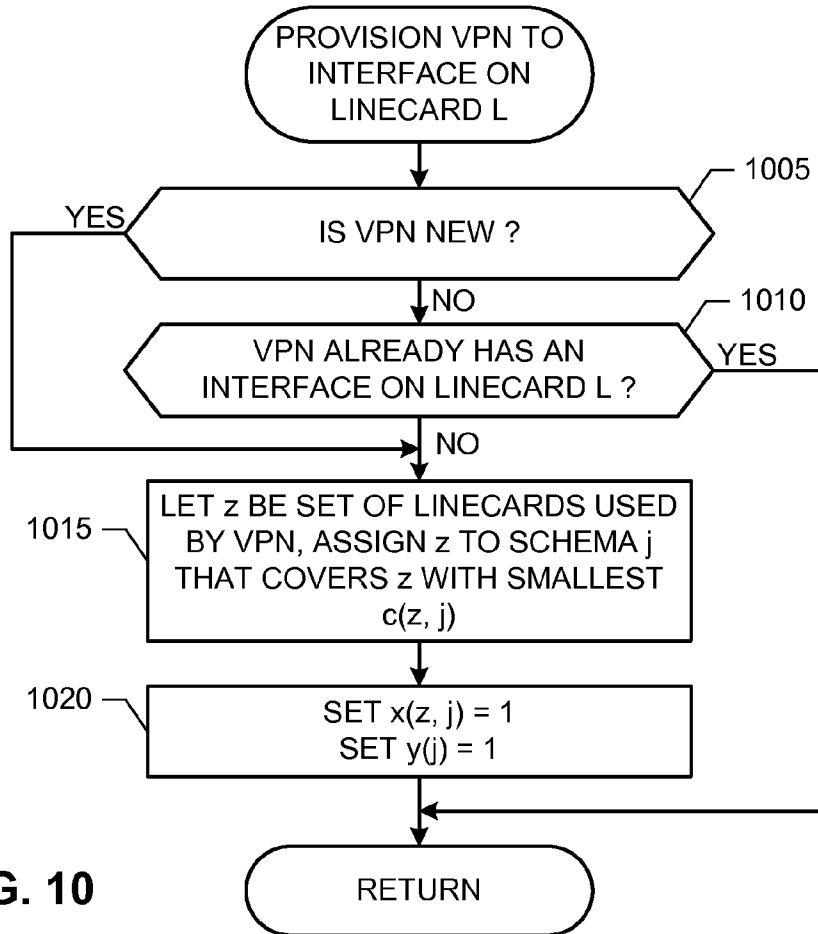 PROVISION VPN TO
INTERFACE ON
LINECARD L
1005
YES
IS VPN NEW ?
NO
1010
VPN ALREADY HAS AN
INTERFACE ON LINECARD L ?
YES
NO
1015
LET z BE SET OF LINECARDS USED
BY VPN, ASSIGN z TO SCHEMA j
THAT COVERS z WITH SMALLEST
c(z, j)
1020
SET x(z, j) = 1
SET y(j) = 1
RETURN
G. 10